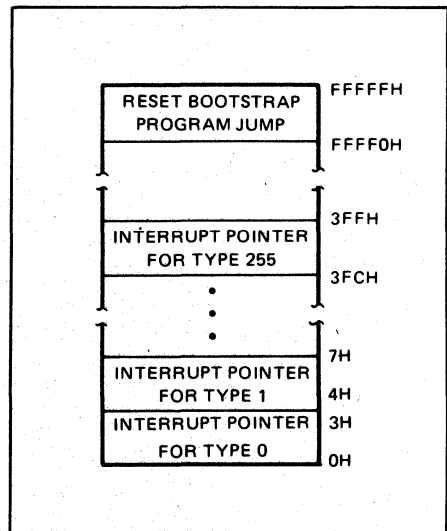 RESET BOOTSTRAP
PROGRAM JUMP
FFFFFH
FFFF0H
INTERRUPT POINTER
FOR TYPE 255
3FFH
3FCH
INTERRUPT POINTER
FOR TYPE 1
7H
4H
INTERRUPT POINTER
FOR TYPE 0
3H
0H